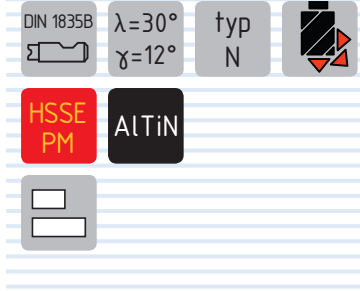 DIN 1835B
λ=30°
γ=12°
typ
N
HSSE
PM
AlTiN